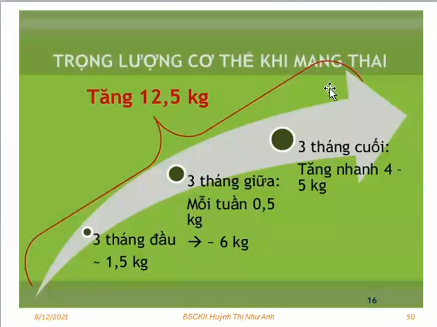 TRỌNG LƯỢNG CƠ THỂ KHI MANG THAI
Tăng 12,5 kg
3 tháng cuối:
Tăng nhanh 4 –
5 kg
3 tháng giữa:
Mỗi tuần 0,5
kg
→ ~ 6 kg
3 tháng đầu
~ 1,5 kg
16
8/12/2021
BSCKII Huỳnh Thị Như Anh
50